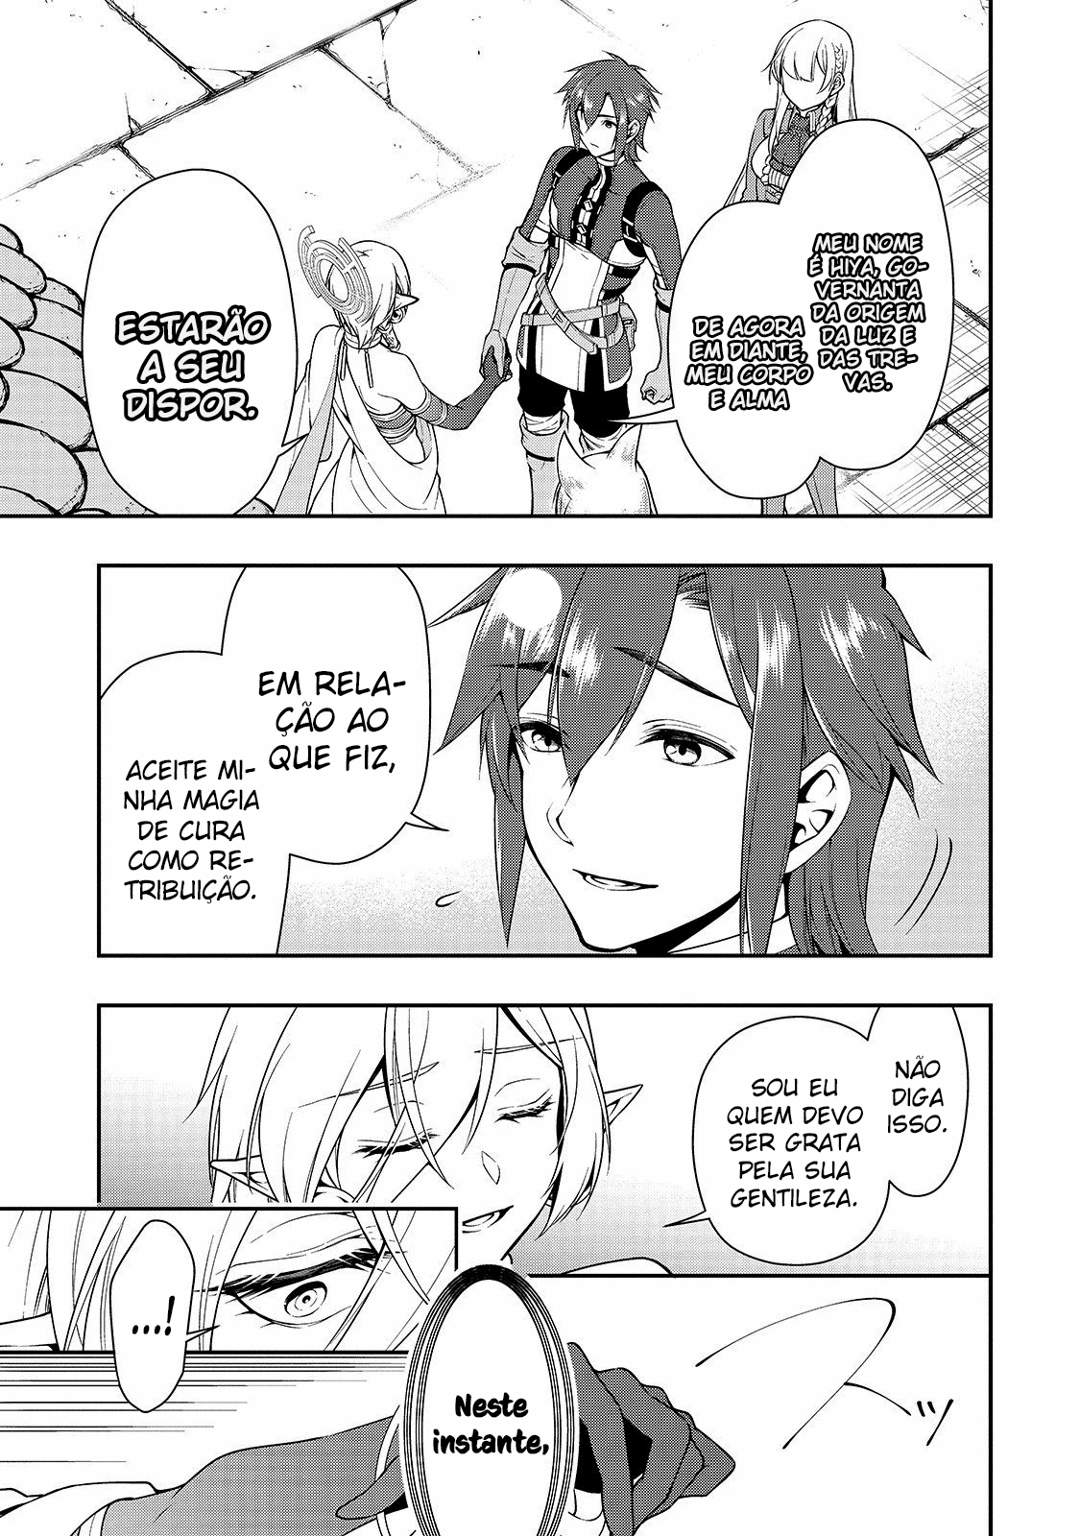 MEU NOME
É HIYA, GO-
VERNANTA
DA ORIGEM
DA LUZ E
DAS TRE-
VAS.
DE AGORA
EM DIANTE,
MEU CORPO
E ALMA
ESTARÃO
A SEU
DISPOR.
EM RELA-
ÇÃO AO
QUE FIZ,
ACEITE MI-
NHA MAGIA
DE CURA
COMO RE-
TRIBUIÇÃO.
NÃO
DIGA
ISSO.
SOU EU
QUEM DEVO
SER GRATA
PELA SUA
GENTILEZA.
...!
ッ
Neste
instante,